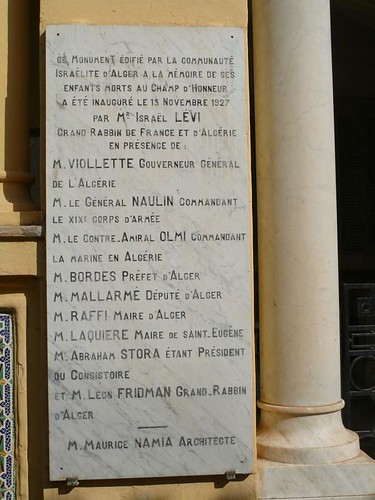 CE MONUMENT ÉDIFIÉ PAR LA COMMUNAUTÉ
ISRAÉLITE D'ALGER A LA MÉMOIRE DE SES
ENFANTS MORTS AU CHAMP D'HONNEUR
A ÉTÉ INAUGURÉ LE 13 NOVEMBRE 1927
PAR MR ISRAËL LÉVI
GRAND RABBIN DE FRANCE ET D'ALGÉRIE
EN PRÉSENCE DE :
M. VIOLLETTE GOUVERNEUR GÉNÉRAL
DE L'ALGÉRIE
M. LE GÉNÉRAL NAULIN COMMANDANT
LE XIXE CORPS D'ARMÉE
M. LE CONTRE-AMIRAL OLMI COMMANDANT
LA MARINE EN ALGÉRIE
M. BORDES PRÉFET D'ALGER
M. MALLARMÉ DÉPUTÉ D'ALGER
M. RAFFI MAIRE D'ALGER
M. LAQUIERE MAIRE DE SAINT-EUGÈNE
MR ABRAHAM STORA ÉTANT PRÉSIDENT
DU CONSISTOIRE
ET M. LÉON FRIDMAN GRAND-RABBIN
D'ALGER
M. MAURICE NAMIA ARCHITECTE